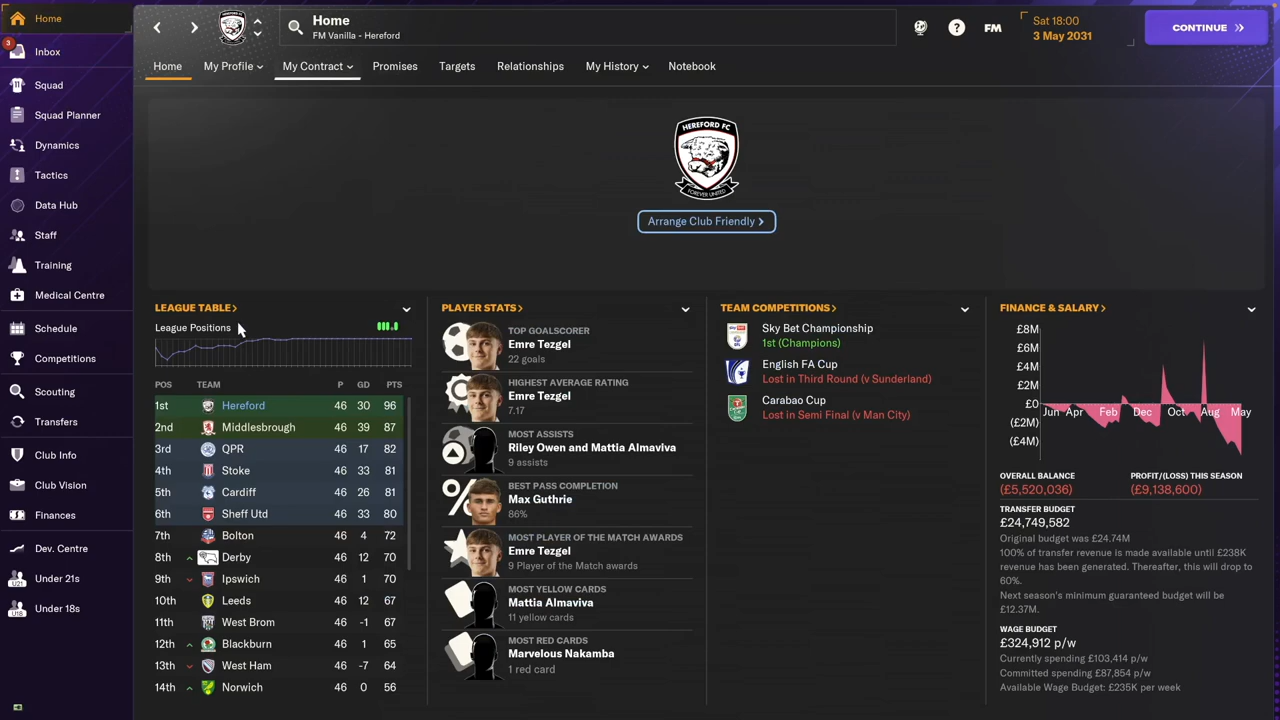 Home
3
Inbox
Squad
Squad Planner
Dynamics
Tactics
Data Hub
Staff
Training
Medical Centre
Schedule
Competitions
Scouting
Transfers
Club Info
Club Vision
Finances
Dev. Centre
U21
Under 21s
U18
Under 18s
Home
FM Vanilla - Hereford
FM
Sat 18:00
3 May 2031
CONTINUE
Home
My Profile
My Contract
Promises
Targets
Relationships
My History
Notebook
HEREFORD FC
FOREVER UNITED
Arrange Club Friendly >
LEAGUE TABLE >
League Positions
POS TEAM P GD PTS
1st Hereford 46 30 96
2nd Middlesbrough 46 39 87
3rd QPR 46 17 82
4th Stoke 46 33 81
5th Cardiff 46 26 81
6th Sheff Utd 46 33 80
7th Bolton 46 4 72
8th Derby 46 12 70
9th Ipswich 46 1 70
10th Leeds 46 12 67
11th West Brom 46 -1 67
12th Blackburn 46 1 65
13th West Ham 46 -7 64
14th Norwich 46 0 56
PLAYER STATS >
TOP GOALSCORER
Emre Tezgel
22 goals
HIGHEST AVERAGE RATING
Emre Tezgel
7.17
MOST ASSISTS
Riley Owen and Mattia Almaviva
9 assists
BEST PASS COMPLETION
Max Guthrie
86%
MOST PLAYER OF THE MATCH AWARDS
Emre Tezgel
9 Player of the Match awards
MOST YELLOW CARDS
Mattia Almaviva
11 yellow cards
MOST RED CARDS
Marvelous Nakamba
1 red card
TEAM COMPETITIONS >
Sky Bet Championship
1st (Champions)
English FA Cup
Lost in Third Round (v Sunderland)
Carabao Cup
Lost in Semi Final (v Man City)
FINANCE & SALARY >
£8M
£6M
£4M
£2M
£0
(£2M)
(£4M)
Jun Apr Feb Dec Oct Aug May
OVERALL BALANCE
(£5,520,036)
PROFIT/(LOSS) THIS SEASON
(£9,138,600)
TRANSFER BUDGET
£24,749,582
Original budget was £24.74M
100% of transfer revenue is made available until £238K
revenue has been generated. Thereafter, this will drop to
60%.
Next season's minimum guaranteed budget will be
£12.37M.
WAGE BUDGET
£324,912 p/w
Currently spending £103,414 p/w
Committed spending £87,854 p/w
Available Wage Budget: £235K per week